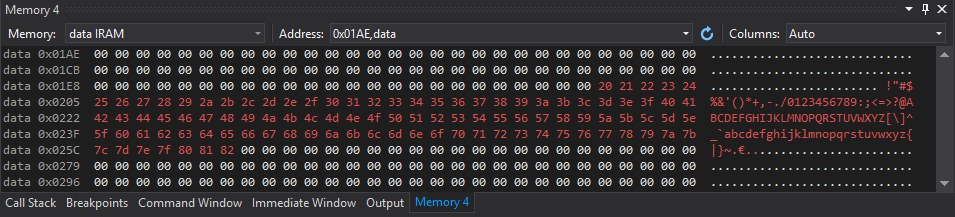 Memory 4
Memory: data IRAM Address: 0x01AE,data Columns: Auto
data 0x01AE 00 00 00 00 00 00 00 00 00 00 00 00 00 00 00 00 00 00 00 00 00 00 00 00 00 00 00 00 00 .............................
data 0x01CB 00 00 00 00 00 00 00 00 00 00 00 00 00 00 00 00 00 00 00 00 00 00 00 00 00 00 00 00 00 .............................
data 0x01E8 00 00 00 00 00 00 00 00 00 00 00 00 00 00 00 00 00 00 00 00 00 00 00 00 20 21 22 23 24 ........................ !"#$
data 0x0205 25 26 27 28 29 2a 2b 2c 2d 2e 2f 30 31 32 33 34 35 36 37 38 39 3a 3b 3c 3d 3e 3f 40 41 %&'()*+,-./0123456789:;<=>?@A
data 0x0222 42 43 44 45 46 47 48 49 4a 4b 4c 4d 4e 4f 50 51 52 53 54 55 56 57 58 59 5a 5b 5c 5d 5e BCDEFGHIJKLMNOPQRSTUVWXYZ[\]^
data 0x023F 5f 60 61 62 63 64 65 66 67 68 69 6a 6b 6c 6d 6e 6f 70 71 72 73 74 75 76 77 78 79 7a 7b _`abcdefghijklmnopqrstuvwxyz{
data 0x025C 7c 7d 7e 7f 80 81 82 00 00 00 00 00 00 00 00 00 00 00 00 00 00 00 00 00 00 00 00 00 00 |}~.€........................
data 0x0279 00 00 00 00 00 00 00 00 00 00 00 00 00 00 00 00 00 00 00 00 00 00 00 00 00 00 00 00 00 .............................
data 0x0296 00 00 00 00 00 00 00 00 00 00 00 00 00 00 00 00 00 00 00 00 00 00 00 00 00 00 00 00 00 .............................
Call Stack Breakpoints Command Window Immediate Window Output Memory 4